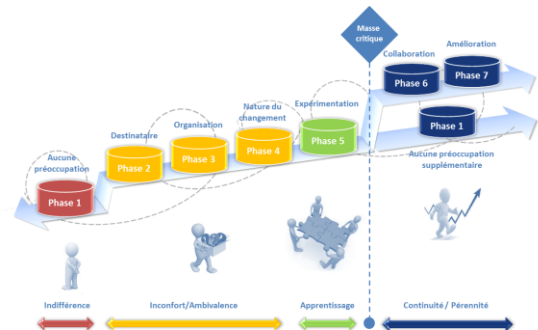 Masse
critique
Collaboration
Amélioration
Phase 6
Phase 7
Nature du
changement
Expérimentation
Organisation
Destinataire
Aucune
préoccupation
Phase 1
Phase 2
Phase 3
Phase 4
Phase 5
Phase 1
Aucune préoccupation
supplémentaire
Indifférence
Inconfort/Ambivalence
Apprentissage
Continuité / Pérennité